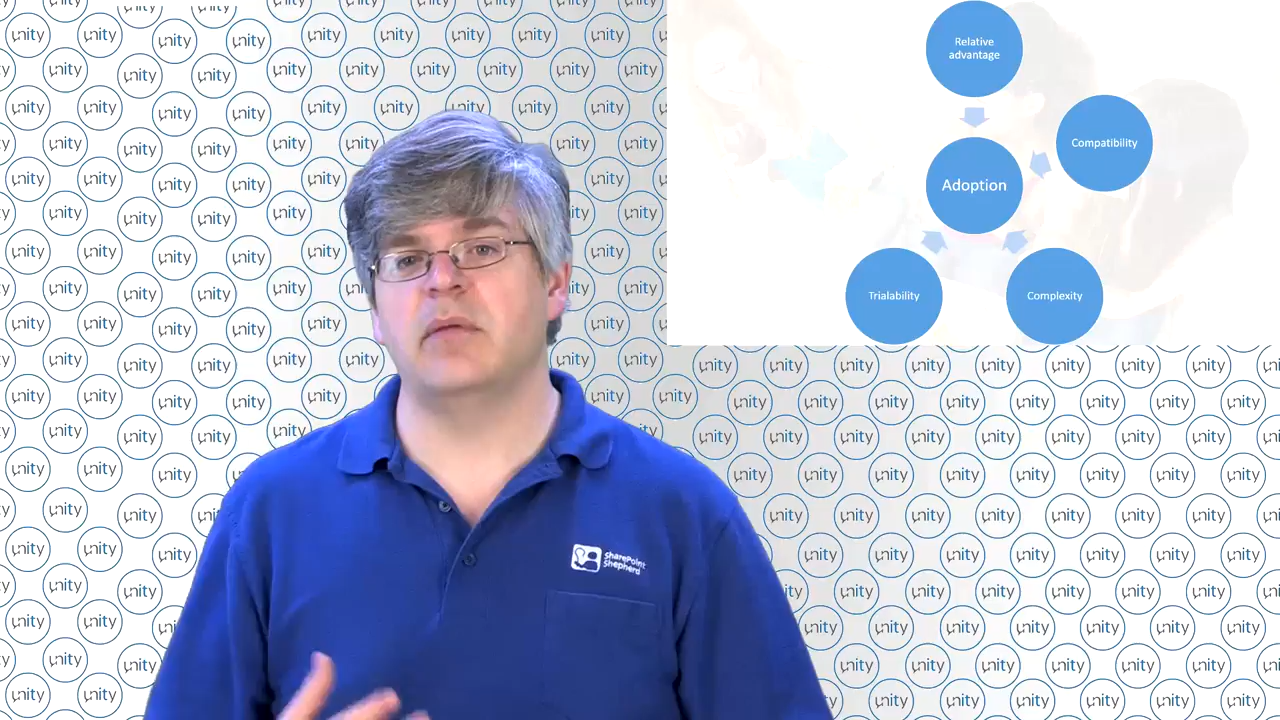 Relative
advantage
Compatibility
Adoption
Trialability
Complexity
SharePoint
Shepherd
unity